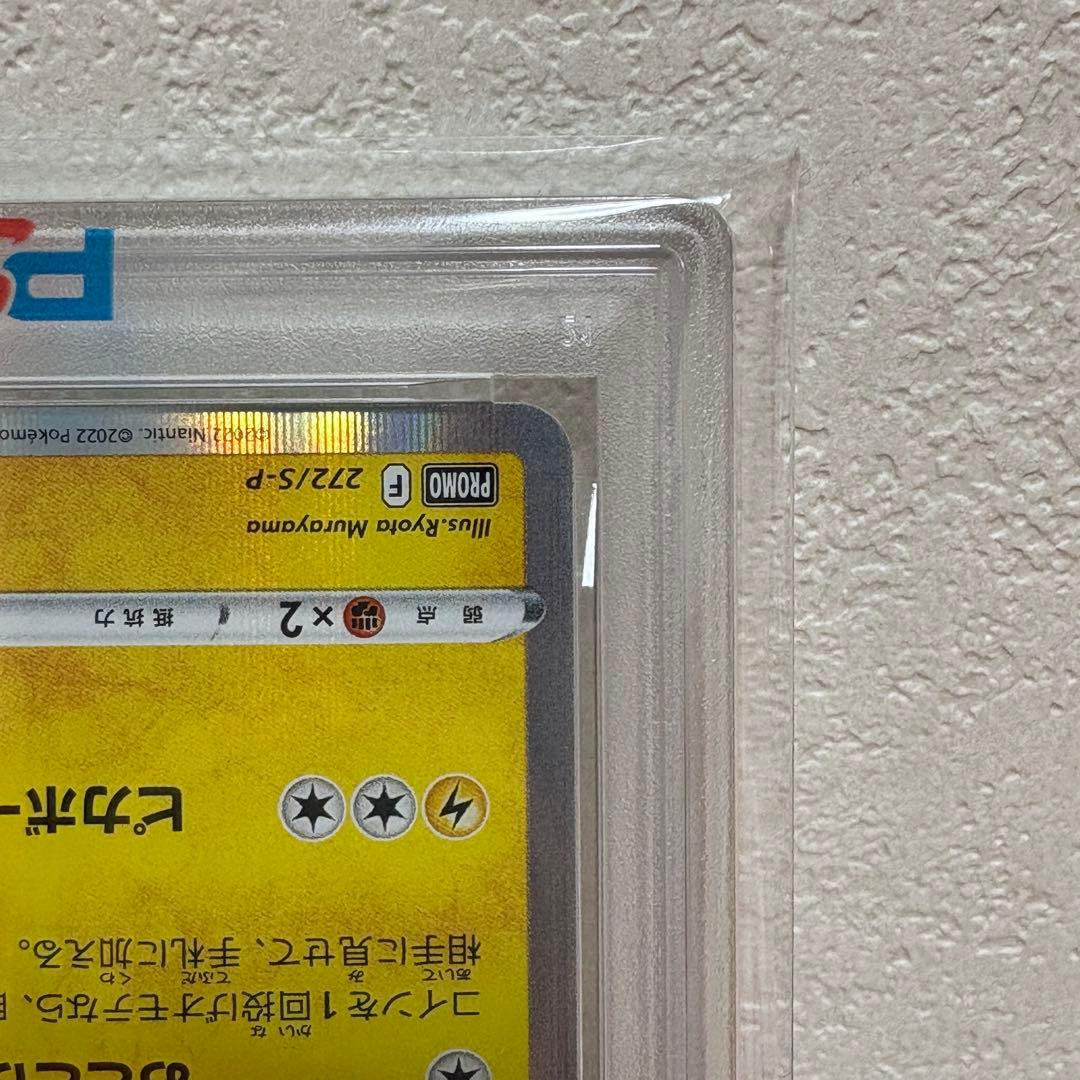 コインを1回投げオモテなら、
相手に見せて、手札に加える。
ピカボー
弱点 ×2 抵抗力
Illus.Ryota Murayama
PROMO F 272/S-P
©2022 Pokémo
©2022 Niantic.